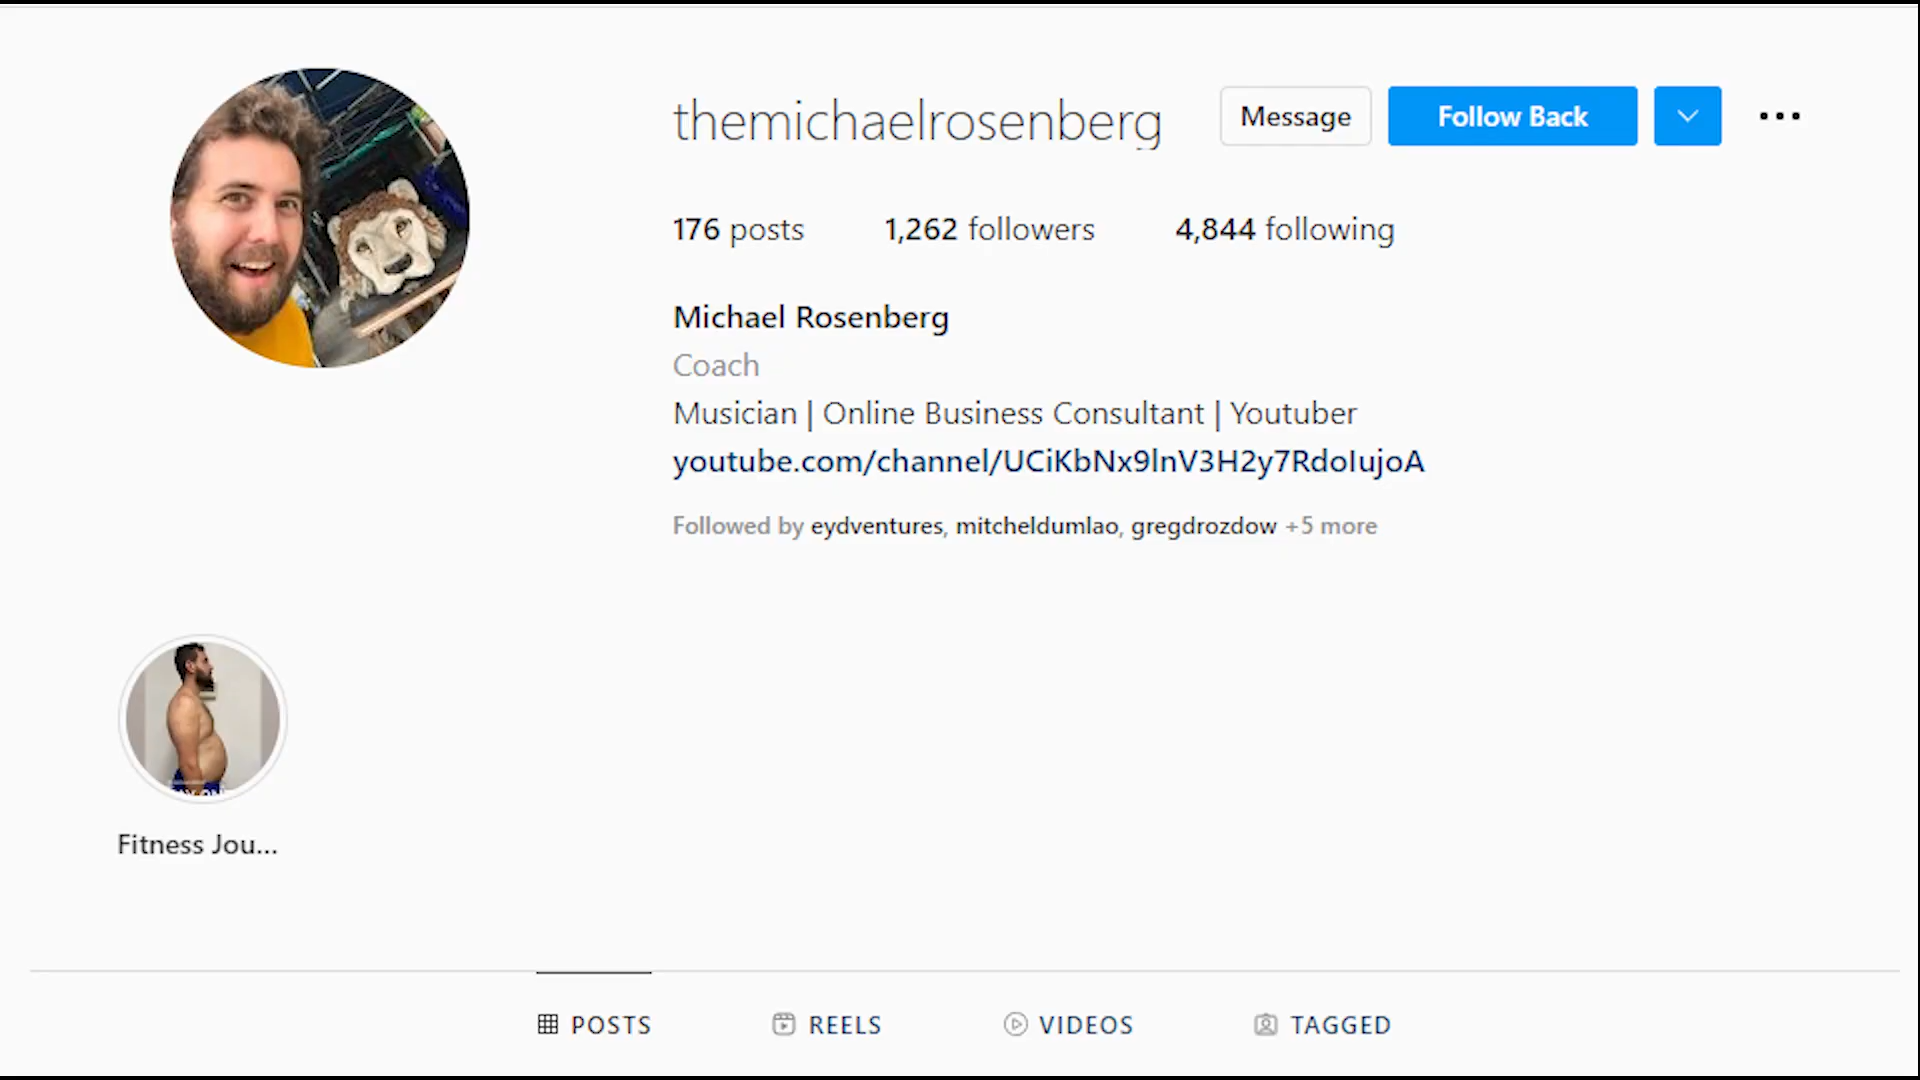 themichaelrosenberg Message Follow Back
176 posts 1,262 followers 4,844 following
Michael Rosenberg
Coach
Musician | Online Business Consultant | Youtuber
youtube.com/channel/UCiKbNx9lnV3H2y7RdoIujoA
Followed by eydventures, mitcheldumlao, gregdrozdow +5 more
Fitness Jou...
POSTS REELS VIDEOS TAGGED